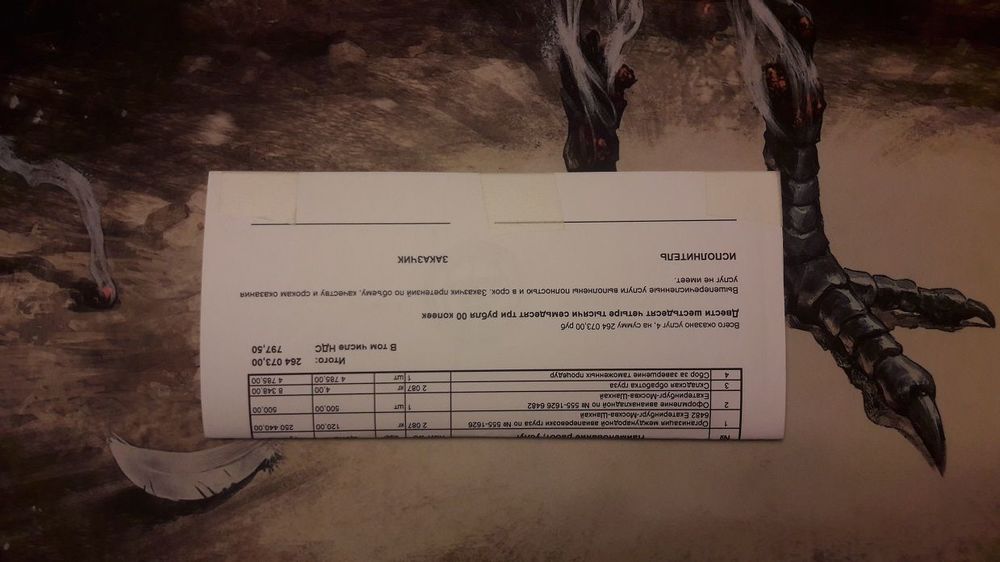 № Наименование работ, услуг
1 Организация международной авиаперевозки груза по № 555-1626 2 087 кг 120,00 250 440,00
6482 Екатеринбург-Москва-Шанхай
2 Оформление авианакладной по № 555-1626 6482 1 шт 500,00 500,00
Екатеринбург-Москва-Шанхай
3 Складская обработка груза 2 087 кг 4,00 8 348,00
4 Сбор за завершение таможенных процедур 1 шт 4 785,00 4 785,00
Итого: 264 073,00
В том числе НДС 797,50
Всего оказано услуг 4, на сумму 264 073,00 руб
Двести шестьдесят четыре тысячи семьдесят три рубля 00 копеек
Вышеперечисленные услуги выполнены полностью и в срок. Заказчик претензий по объему, качеству и срокам оказания
услуг не имеет.
ИСПОЛНИТЕЛЬ ЗАКАЗЧИК